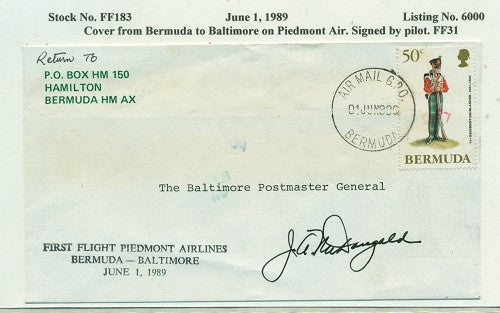 Stock No. FF183 June 1, 1989 Listing No. 6000
Cover from Bermuda to Baltimore on Piedmont Air. Signed by pilot. FF31
Return To
P.O. BOX HM 150
HAMILTON
BERMUDA HM AX
AIR MAIL G.P.O.
01JUN89
BERMUDA
50c
BERMUDA
The Baltimore Postmaster General
FIRST FLIGHT PIEDMONT AIRLINES
BERMUDA—BALTIMORE
JUNE 1, 1989
J.A. McDougald